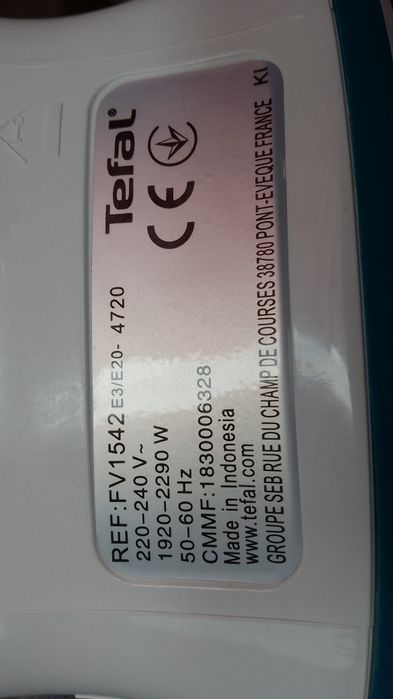 Tefal®
CE
REF:FV1542 E3/E20- 4720
220-240 V~
1920-2290 W
50-60 Hz
CMMF:1830006328
Made in Indonesia
www.tefal.com
GROUPE SEB RUE DU CHAMP DE COURSES 38780 PONT-EVEQUE FRANCE KI